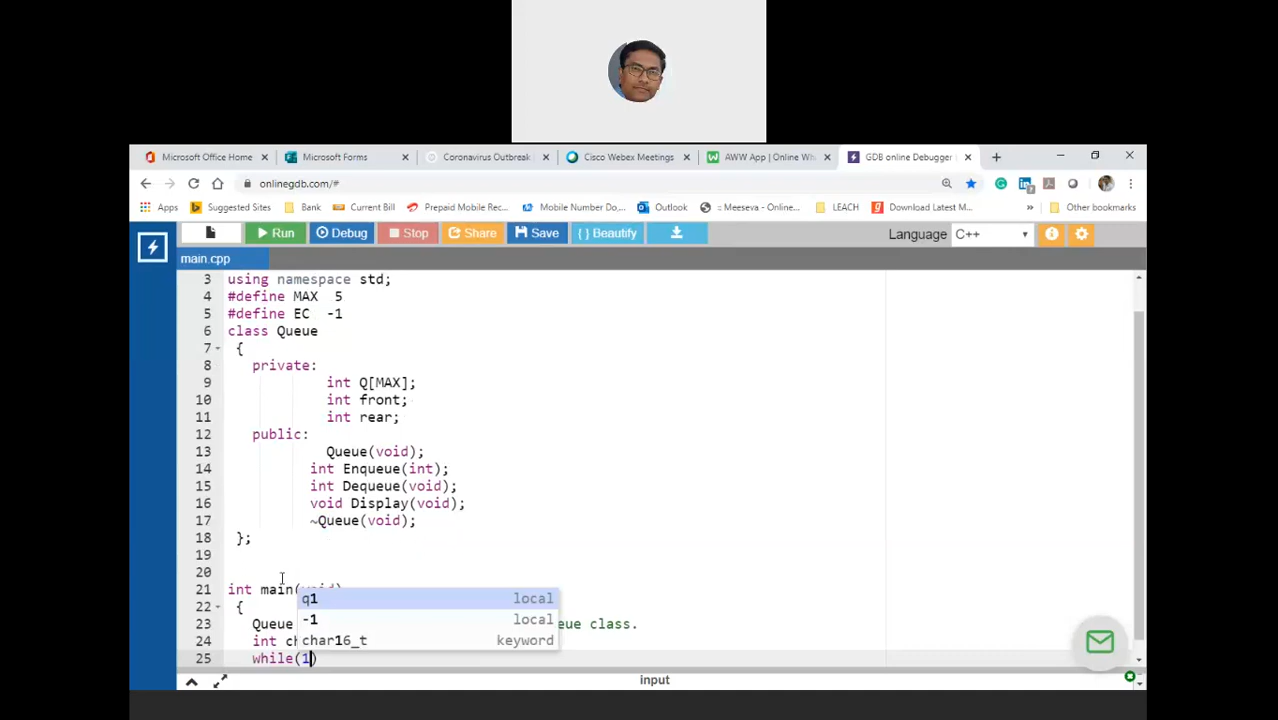 Microsoft Office Home
Microsoft Forms
Coronavirus Outbreak
Cisco Webex Meetings
AWW App | Online Wh
GDB online Debugger |
onlinegdb.com/#
Apps
Suggested Sites
Bank
Current Bill
Prepaid Mobile Rec...
Mobile Number Do,...
Outlook
:: Meeseva - Online...
LEACH
Download Latest M...
»
Other bookmarks
Run
Debug
Stop
Share
Save
{ } Beautify
Language C++
main.cpp
3 using namespace std;
4 #define MAX 5
5 #define EC -1
6 class Queue
7 {
8 private:
9 int Q[MAX];
10 int front;
11 int rear;
12 public:
13 Queue(void);
14 int Enqueue(int);
15 int Dequeue(void);
16 void Display(void);
17 ~Queue(void);
18 };
19
20
21 int main(void)
22 {
23 Queue
24 int ch
25 while(1)
q1 local
-1 local
char16_t keyword
eue class.
input